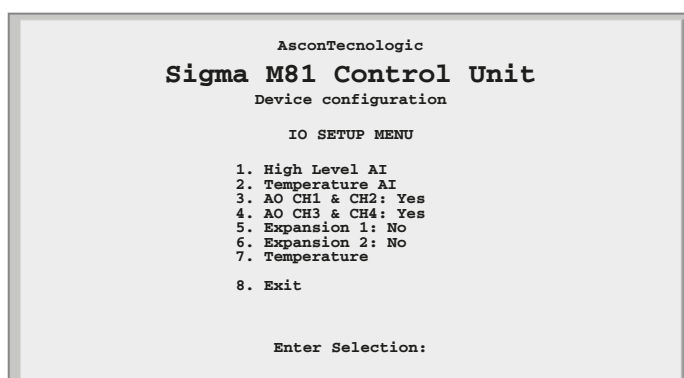 AsconTecnologic
Sigma M81 Control Unit
Device configuration
IO SETUP MENU
1. High Level AI
2. Temperature AI
3. AO CH1 & CH2: Yes
4. AO CH3 & CH4: Yes
5. Expansion 1: No
6. Expansion 2: No
7. Temperature
8. Exit
Enter Selection: